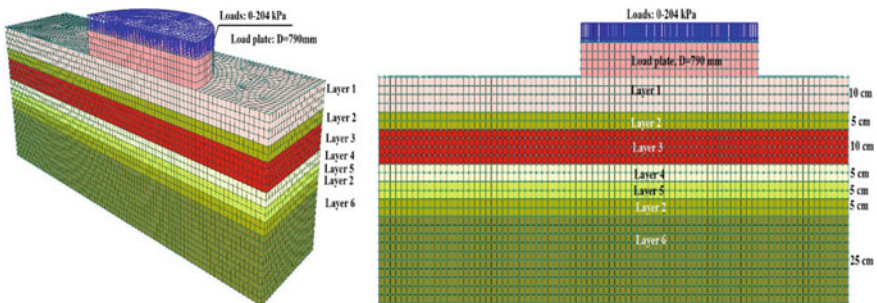 Loads: 0-204 kPa
Load plate: D=790mm
Layer 1
Layer 2
Layer 3
Layer 4
Layer 5
Layer 2
Layer 6
Loads: 0-204 kPa
Load plate, D=790 mm
Layer 1
10 cm
Layer 2
5 cm
Layer 3
10 cm
Layer 4
5 cm
Layer 5
5 cm
Layer 2
5 cm
Layer 6
25 cm